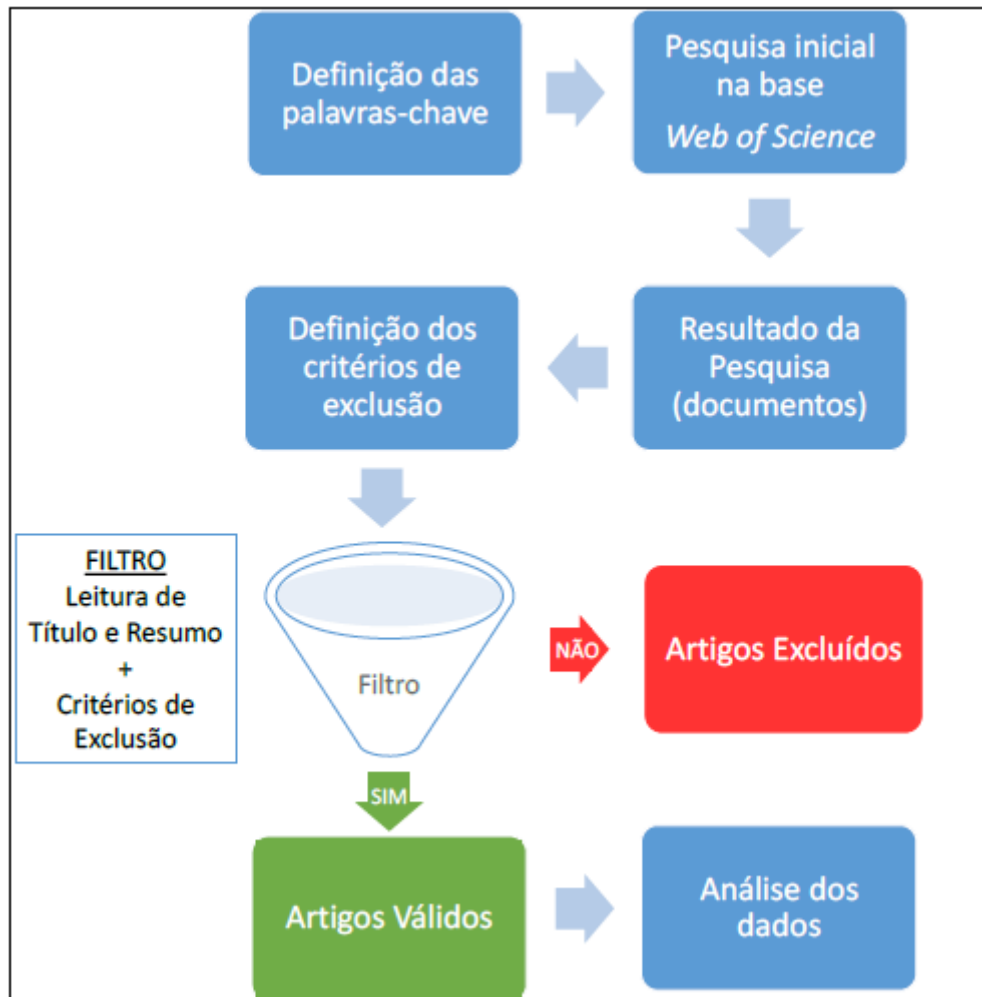 Definição das
palavras-chave
Pesquisa inicial
na base
Web of Science
Definição dos
critérios de
exclusão
Resultado da
Pesquisa
(documentos)
FILTRO
Leitura de
Título e Resumo
+
Critérios de
Exclusão
Filtro
NÃO
Artigos Excluídos
SIM
Artigos Válidos
Análise dos
dados